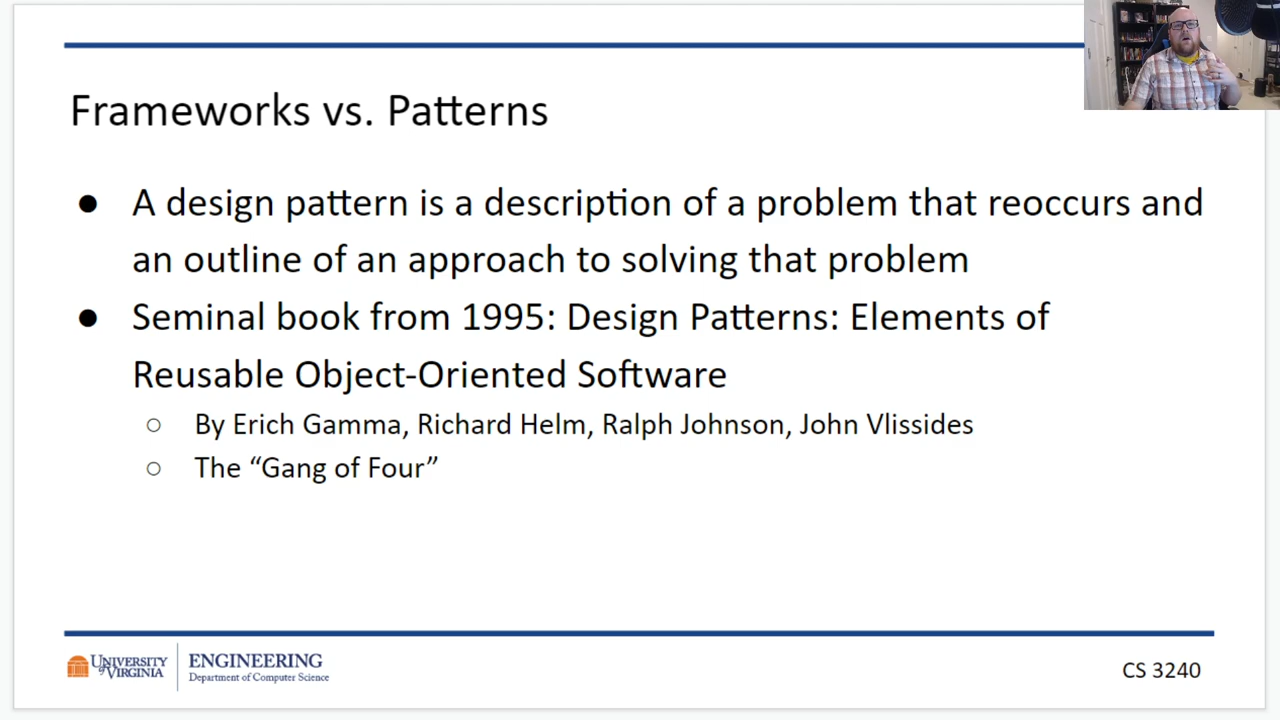 Frameworks vs. Patterns
● A design pattern is a description of a problem that reoccurs and
an outline of an approach to solving that problem
● Seminal book from 1995: Design Patterns: Elements of
Reusable Object-Oriented Software
○ By Erich Gamma, Richard Helm, Ralph Johnson, John Vlissides
○ The “Gang of Four”
UNIVERSITY
of VIRGINIA
ENGINEERING
Department of Computer Science
CS 3240